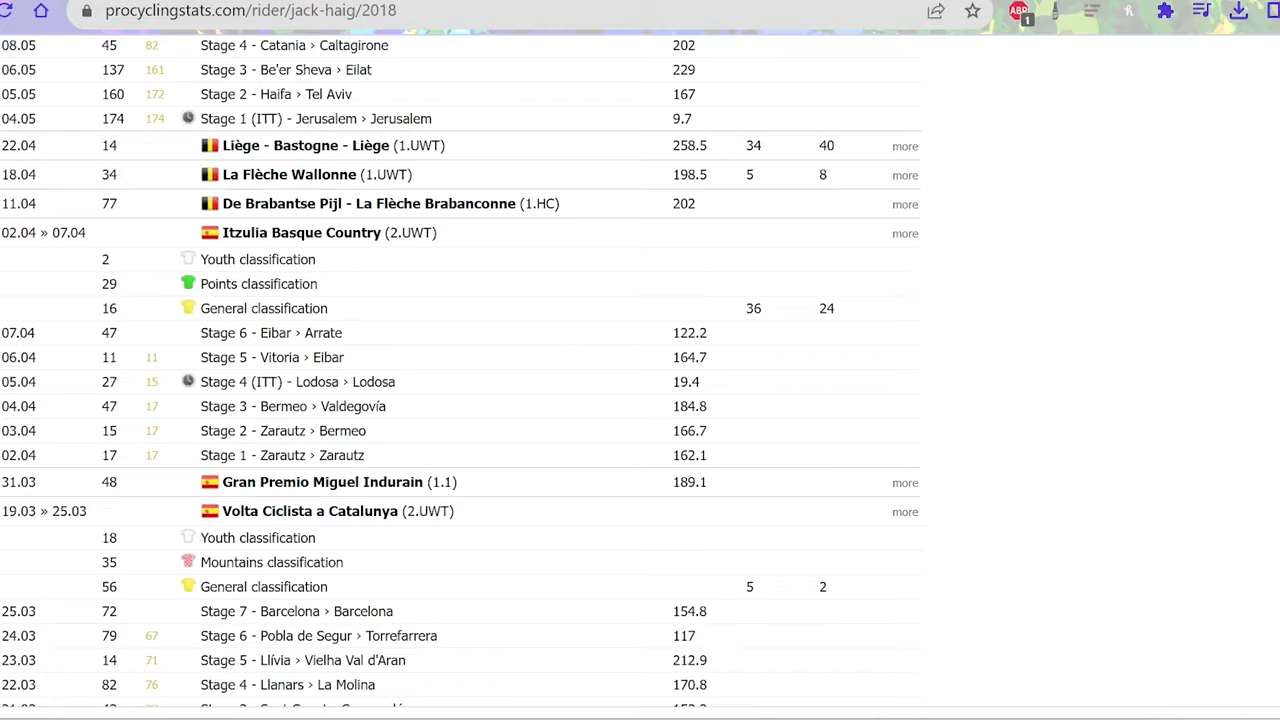 procyclingstats.com/rider/jack-haig/2018 ABP 1
08.05 45 82 Stage 4 - Catania › Caltagirone 202
06.05 137 161 Stage 3 - Be'er Sheva › Eilat 229
05.05 160 172 Stage 2 - Haifa › Tel Aviv 167
04.05 174 174 Stage 1 (ITT) - Jerusalem › Jerusalem 9.7
22.04 14 Liège - Bastogne - Liège (1.UWT) 258.5 34 40 more
18.04 34 La Flèche Wallonne (1.UWT) 198.5 5 8 more
11.04 77 De Brabantse Pijl - La Flèche Brabanconne (1.HC) 202 more
02.04 » 07.04 Itzulia Basque Country (2.UWT) more
2 Youth classification
29 Points classification
16 General classification 36 24
07.04 47 Stage 6 - Eibar › Arrate 122.2
06.04 11 11 Stage 5 - Vitoria › Eibar 164.7
05.04 27 15 Stage 4 (ITT) - Lodosa › Lodosa 19.4
04.04 47 17 Stage 3 - Bermeo › Valdegovía 184.8
03.04 15 17 Stage 2 - Zarautz › Bermeo 166.7
02.04 17 17 Stage 1 - Zarautz › Zarautz 162.1
31.03 48 Gran Premio Miguel Indurain (1.1) 189.1 more
19.03 » 25.03 Volta Ciclista a Catalunya (2.UWT) more
18 Youth classification
35 Mountains classification
56 General classification 5 2
25.03 72 Stage 7 - Barcelona › Barcelona 154.8
24.03 79 67 Stage 6 - Pobla de Segur › Torrefarrera 117
23.03 14 71 Stage 5 - Llívia › Vielha Val d'Aran 212.9
22.03 82 76 Stage 4 - Llanars › La Molina 170.8